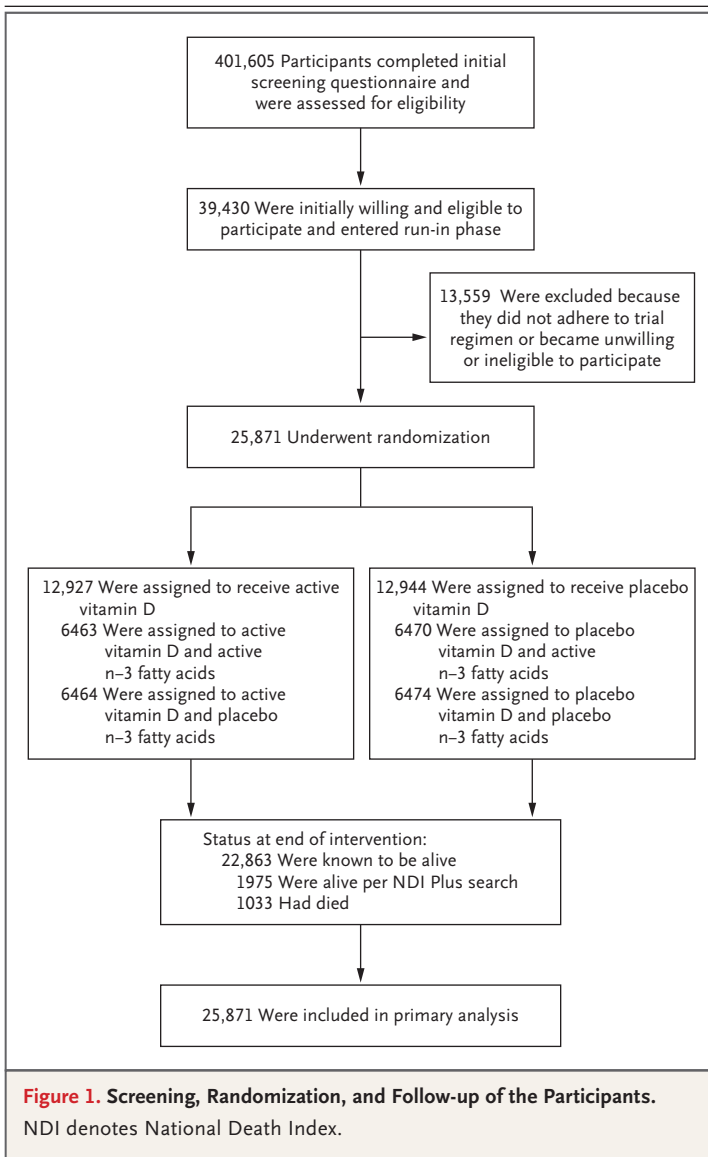 401,605 Participants completed initial
screening questionnaire and
were assessed for eligibility
39,430 Were initially willing and eligible to
participate and entered run-in phase
13,559 Were excluded because
they did not adhere to trial
regimen or became unwilling
or ineligible to participate
25,871 Underwent randomization
12,927 Were assigned to receive active
vitamin D
6463 Were assigned to active
vitamin D and active
n–3 fatty acids
6464 Were assigned to active
vitamin D and placebo
n–3 fatty acids
12,944 Were assigned to receive placebo
vitamin D
6470 Were assigned to placebo
vitamin D and active
n–3 fatty acids
6474 Were assigned to placebo
vitamin D and placebo
n–3 fatty acids
Status at end of intervention:
22,863 Were known to be alive
1975 Were alive per NDI Plus search
1033 Had died
25,871 Were included in primary analysis
Figure 1. Screening, Randomization, and Follow-up of the Participants.
NDI denotes National Death Index.